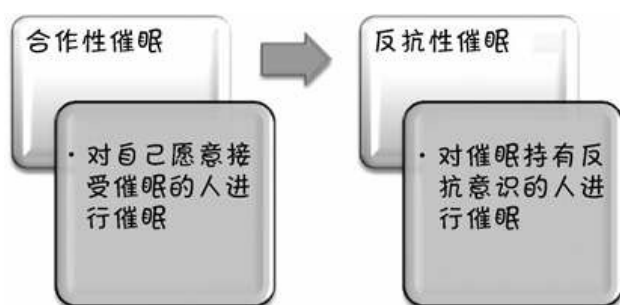 合作性催眠
· 对自己愿意接
受催眠的人进
行催眠
反抗性催眠
· 对催眠持有反
抗意识的人进
行催眠